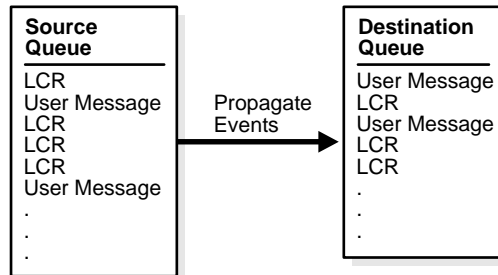 Source
Queue
LCR
User Message
LCR
LCR
LCR
User Message
.
.
.
Propagate
Events
Destination
Queue
User Message
LCR
User Message
LCR
LCR
.
.
.